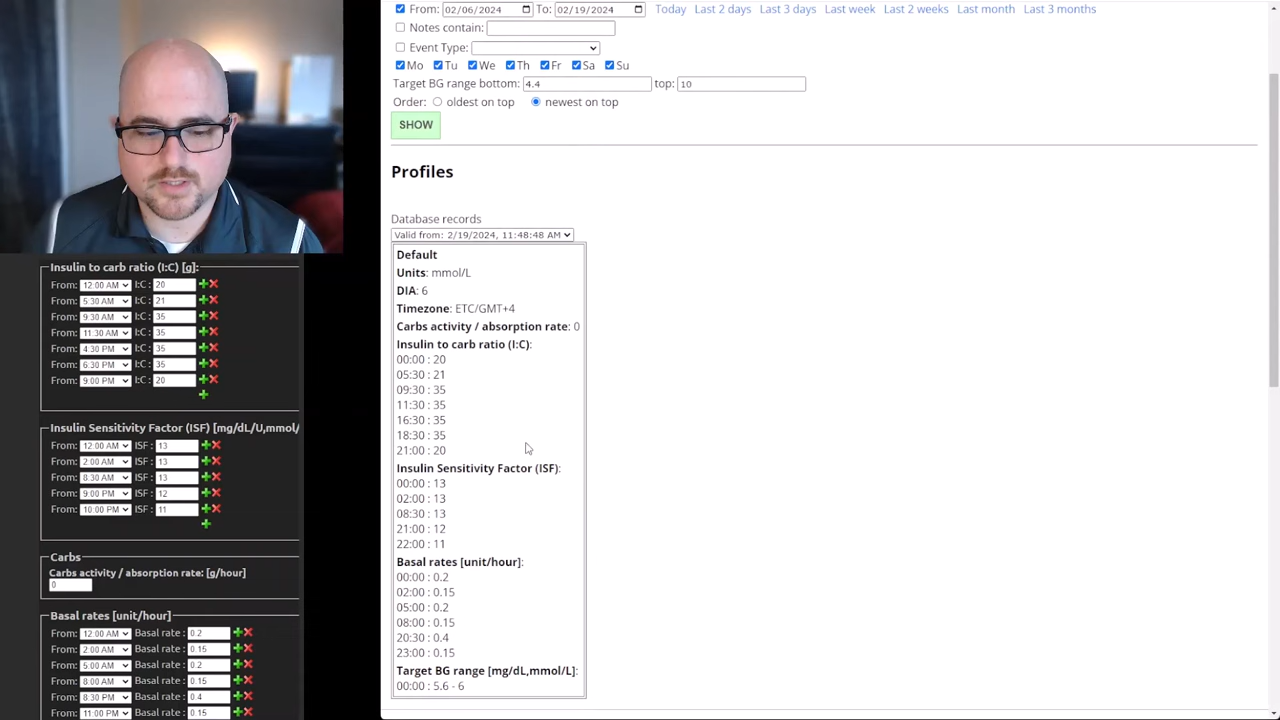 Insulin to carb ratio (I:C) [g]:
From: 12:00 AM I:C : 20
From: 5:30 AM I:C : 21
From: 9:30 AM I:C : 35
From: 11:30 AM I:C : 35
From: 4:30 PM I:C : 35
From: 6:30 PM I:C : 35
From: 9:00 PM I:C : 20
Insulin Sensitivity Factor (ISF) [mg/dL/U,mmol/
From: 12:00 AM ISF : 13
From: 2:00 AM ISF : 13
From: 8:30 AM ISF : 13
From: 9:00 PM ISF : 12
From: 10:00 PM ISF : 11
Carbs
Carbs activity / absorption rate: [g/hour]
0
Basal rates [unit/hour]
From: 12:00 AM Basal rate : 0.2
From: 2:00 AM Basal rate : 0.15
From: 5:00 AM Basal rate : 0.2
From: 8:00 AM Basal rate : 0.15
From: 8:30 PM Basal rate : 0.4
From: 11:00 PM Basal rate : 0.15
From: 02/06/2024 To: 02/19/2024 Today Last 2 days Last 3 days Last week Last 2 weeks Last month Last 3 months
Notes contain:
Event Type:
Mo Tu We Th Fr Sa Su
Target BG range bottom: 4.4 top: 10
Order: oldest on top newest on top
SHOW
Profiles
Database records
Valid from: 2/19/2024, 11:48:48 AM
Default
Units: mmol/L
DIA: 6
Timezone: ETC/GMT+4
Carbs activity / absorption rate: 0
Insulin to carb ratio (I:C):
00:00 : 20
05:30 : 21
09:30 : 35
11:30 : 35
16:30 : 35
18:30 : 35
21:00 : 20
Insulin Sensitivity Factor (ISF):
00:00 : 13
02:00 : 13
08:30 : 13
21:00 : 12
22:00 : 11
Basal rates [unit/hour]:
00:00 : 0.2
02:00 : 0.15
05:00 : 0.2
08:00 : 0.15
20:30 : 0.4
23:00 : 0.15
Target BG range [mg/dL,mmol/L]:
00:00 : 5.6 - 6